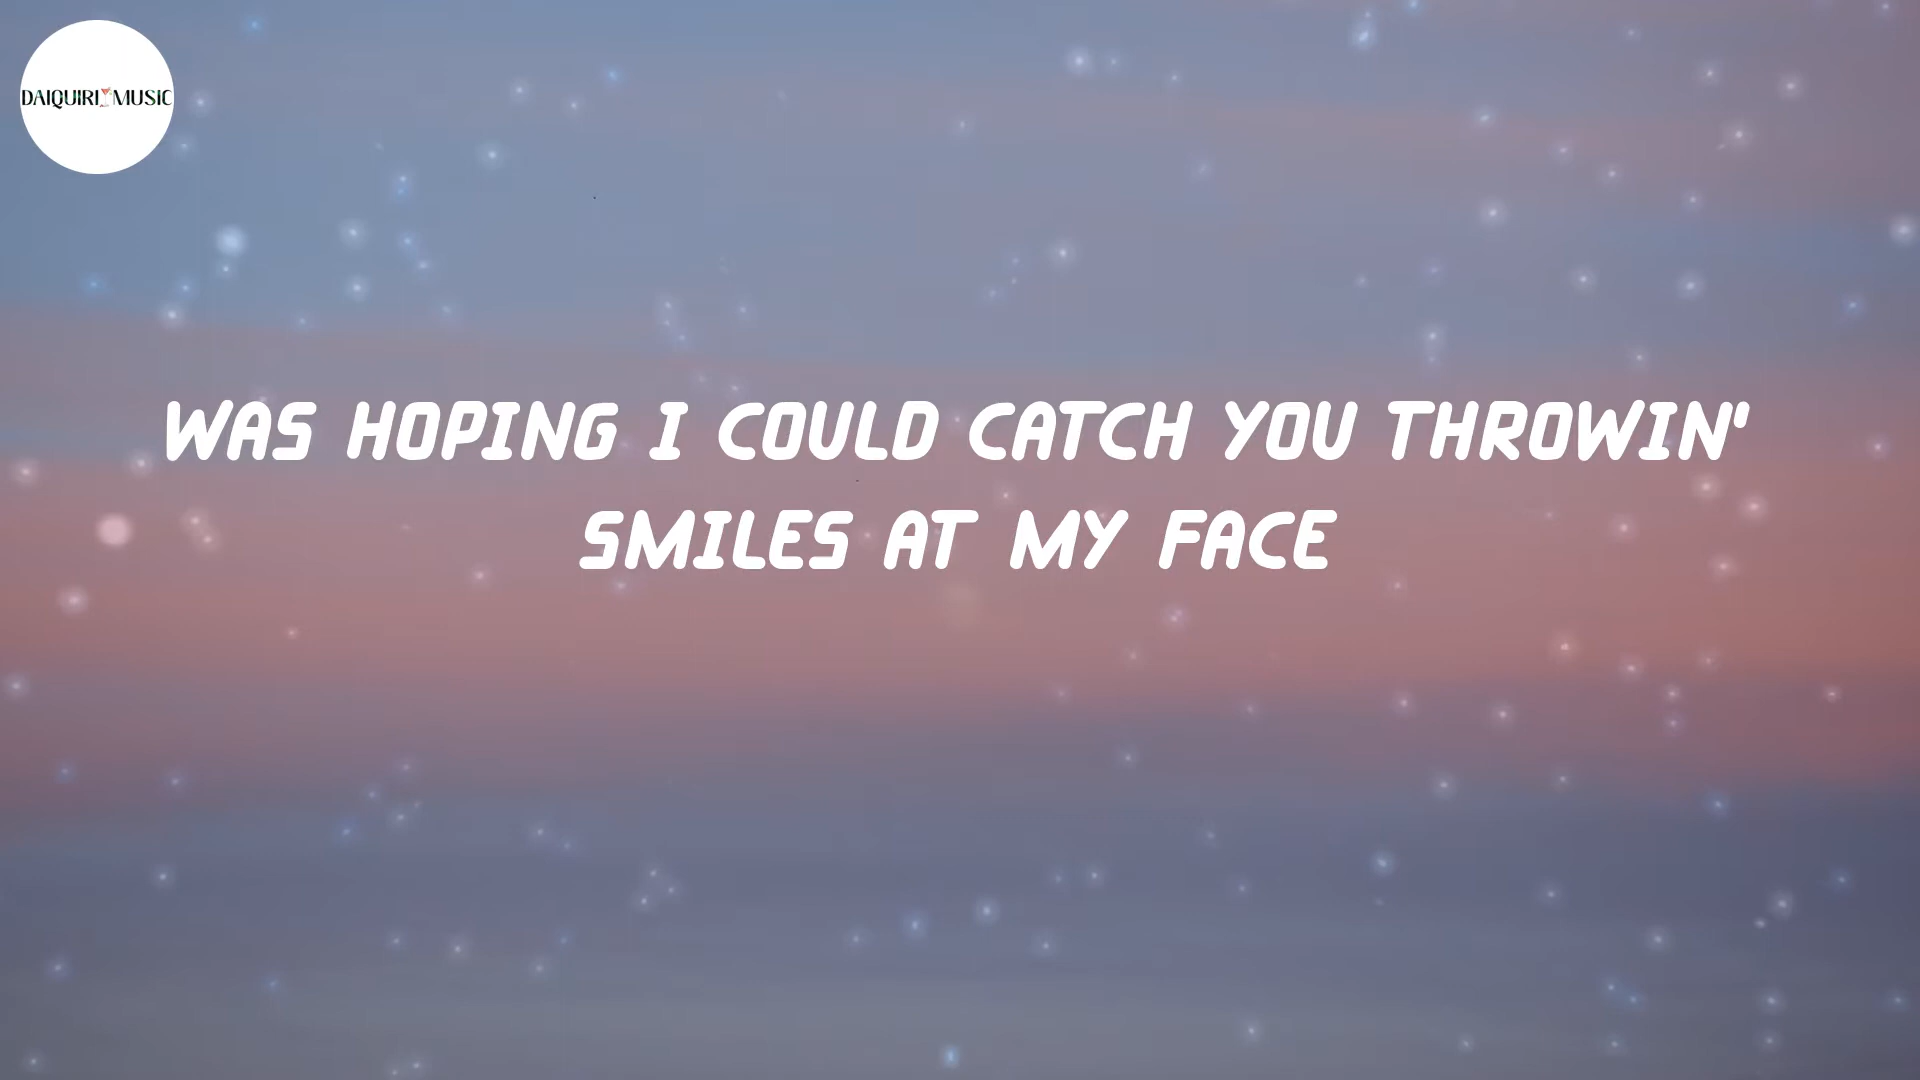 DAIQUIRI MUSIC
WAS HOPING I COULD CATCH YOU THROWIN'
SMILES AT MY FACE